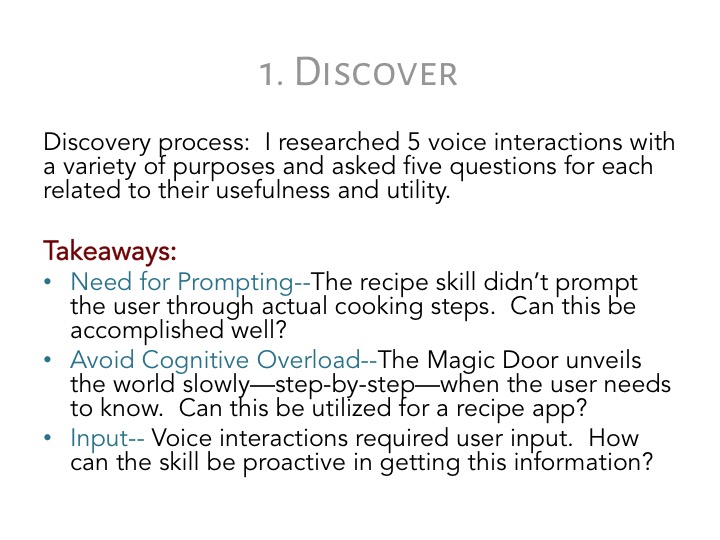 1. Discover
Discovery process:  I researched 5 voice interactions with
a variety of purposes and asked five questions for each
related to their usefulness and utility.
Takeaways:
• Need for Prompting--The recipe skill didn’t prompt
the user through actual cooking steps.  Can this be
accomplished well?
• Avoid Cognitive Overload--The Magic Door unveils
the world slowly—step-by-step—when the user needs
to know.  Can this be utilized for a recipe app?
• Input-- Voice interactions required user input.  How
can the skill be proactive in getting this information?